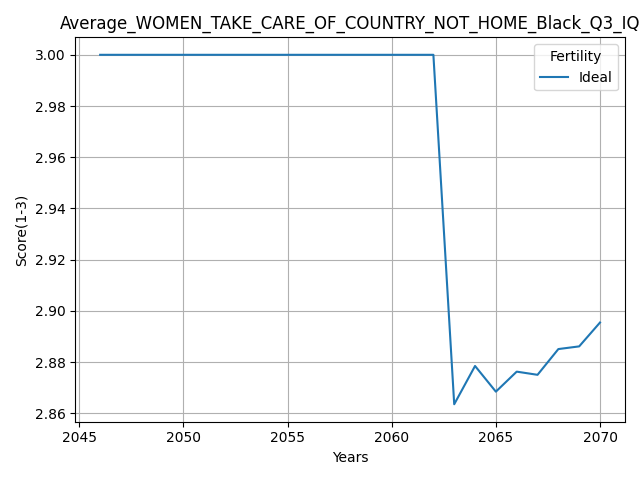 Average_WOMEN_TAKE_CARE_OF_COUNTRY_NOT_HOME_Black_Q3_IQ
Fertility
Ideal
3.00
2.98
2.96
2.94
2.92
2.90
2.88
2.86
Score(1-3)
2045 2050 2055 2060 2065 2070
Years